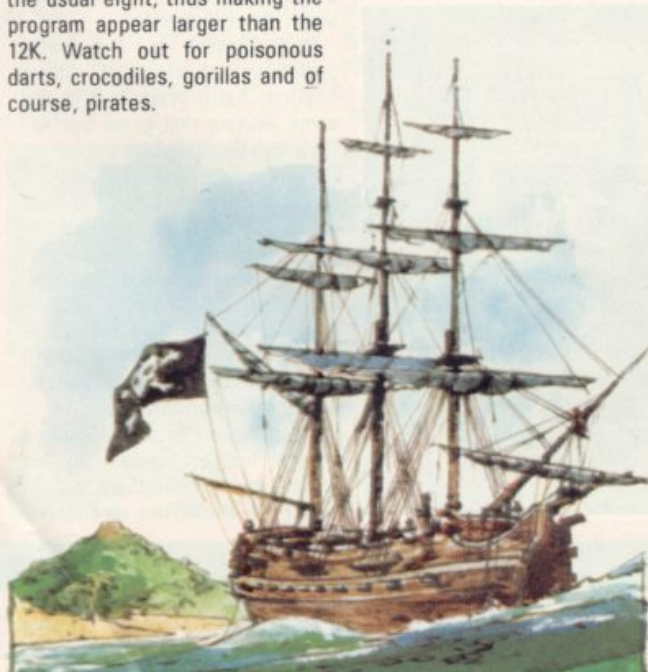 the usual eight, thus making the
program appear larger than the
12K. Watch out for poisonous
darts, crocodiles, gorillas and of
course, pirates.